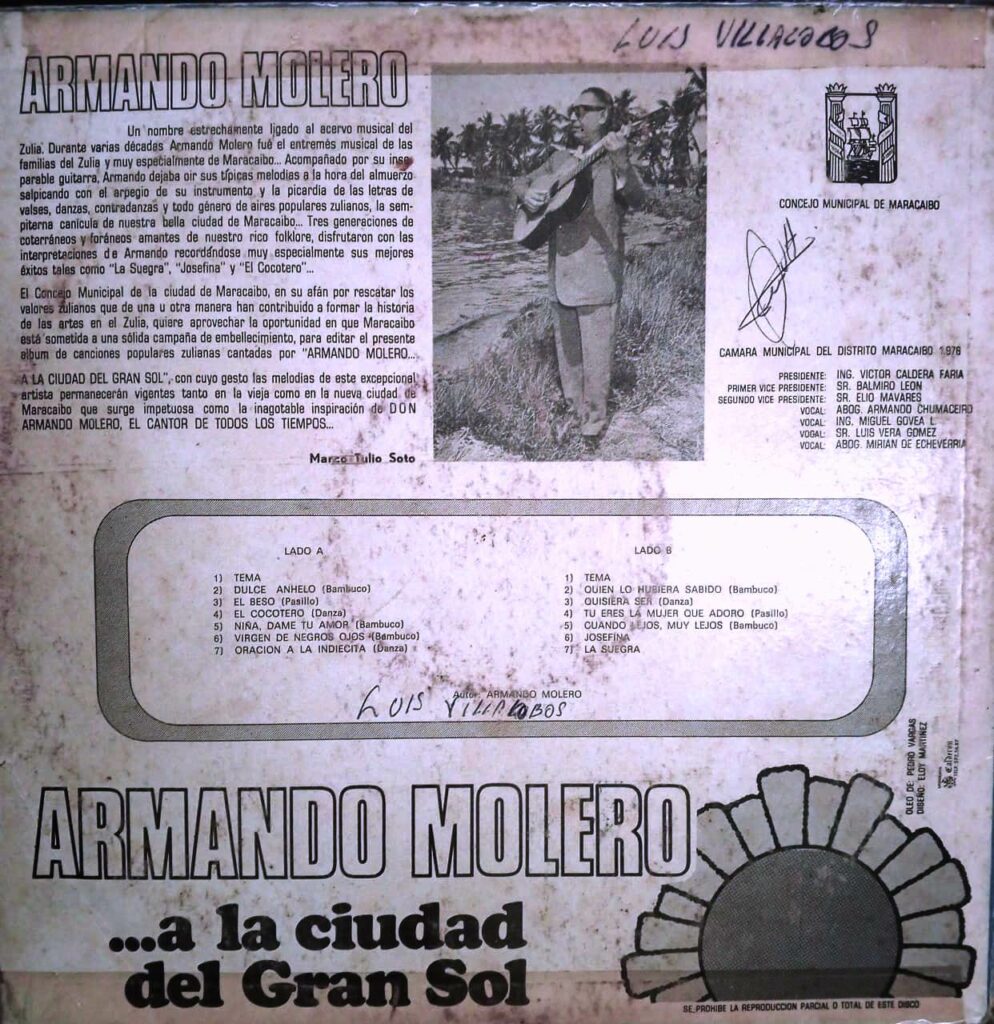 LUIS VILLALOBOS
ARMANDO MOLERO
Un nombre estrechamente ligado al acervo musical del
Zulia. Durante varias décadas Armando Molero fué el entremés musical de las
familias del Zulia y muy especialmente de Maracaibo... Acompañado por su inse
parable guitarra, Armando dejaba oir sus típicas melodias a la hora del almuerzo
salpicando con el arpegio de su instrumento y la picardia de las letras de
valses, danzas, contradanzas y todo género de aires populares zulianos, la sem-
piterna canícula de nuestra bella ciudad de Maracaibo... Tres generaciones de
coterráneos y foráneos amantes de nuestro rico folklore, disfrutaron con las
interpretaciones de Armando recordándose muy especialmente sus mejores
éxitos tales como "La Suegra", "Josefina" y "El Cocotero"...
El Concejo Municipal de la ciudad de Maracaibo, en su afán por rescatar los
valores zulianos que de una u otra manera han contribuido a formar la historia
de las artes en el Zulia, quiere aprovechar la oportunidad en que Maracaibo
está sometida a una sólida campaña de embellecimiento, para editar el presente
album de canciones populares zulianas cantadas por "ARMANDO MOLERO...
A LA CIUDAD DEL GRAN SOL", con cuyo gesto las melodias de este excepcional
artista permanecerán vigentes tanto en la vieja como en la nueva ciudad de
Maracaibo que surge impetuosa como la inagotable inspiración de DON
ARMANDO MOLERO, EL CANTOR DE TODOS LOS TIEMPOS...
Marco Tulio Soto
CONCEJO MUNICIPAL DE MARACAIBO
CAMARA MUNICIPAL DEL DISTRITO MARACAIBO 1.976
PRESIDENTE: ING. VICTOR CALDERA FARIA
PRIMER VICE PRESIDENTE: SR. BALMIRO LEON
SEGUNDO VICE PRESIDENTE: SR. ELIO MAVARES
VOCAL: ABOG. ARMANDO CHUMACEIRO
VOCAL: ING. MIGUEL GOVEA L.
VOCAL: SR. LUIS VERA GOMEZ
VOCAL: ABOG. MIRIAN DE ECHEVERRIA
LADO A
1) TEMA
2) DULCE ANHELO (Bambuco)
3) EL BESO (Pasillo)
4) EL COCOTERO (Danza)
5) NIÑA, DAME TU AMOR (Bambuco)
6) VIRGEN DE NEGROS OJOS (Bambuco)
7) ORACION A LA INDIECITA (Danza)
LADO B
1) TEMA
2) QUIEN LO HUBIERA SABIDO (Bambuco)
3) QUISIERA SER (Danza)
4) TU ERES LA MUJER QUE ADORO (Pasillo)
5) CUANDO LEJOS, MUY LEJOS (Bambuco)
6) JOSEFINA
7) LA SUEGRA
Autor: ARMANDO MOLERO
LUIS VILLALOBOS
OLEO DE: PEDRO VARGAS
DISEÑO: ELOY MARTINEZ
ARMANDO MOLERO
...a la ciudad
del Gran Sol
SE PROHIBE LA REPRODUCCION PARCIAL O TOTAL DE ESTE DISCO